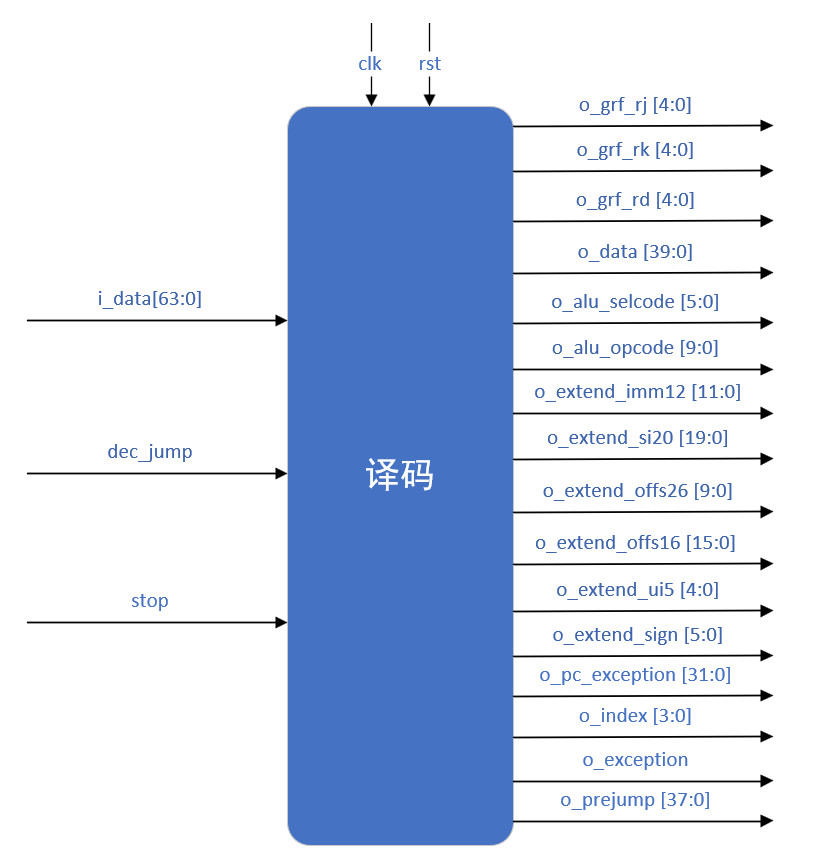 clk
rst
o_grf_rj [4:0]
o_grf_rk [4:0]
o_grf_rd [4:0]
o_data [39:0]
i_data[63:0]
o_alu_selcode [5:0]
o_alu_opcode [9:0]
o_extend_imm12 [11:0]
o_extend_si20 [19:0]
dec_jump
译码
o_extend_offs26 [9:0]
o_extend_offs16 [15:0]
o_extend_ui5 [4:0]
stop
o_extend_sign [5:0]
o_pc_exception [31:0]
o_index [3:0]
o_exception
o_prejump [37:0]